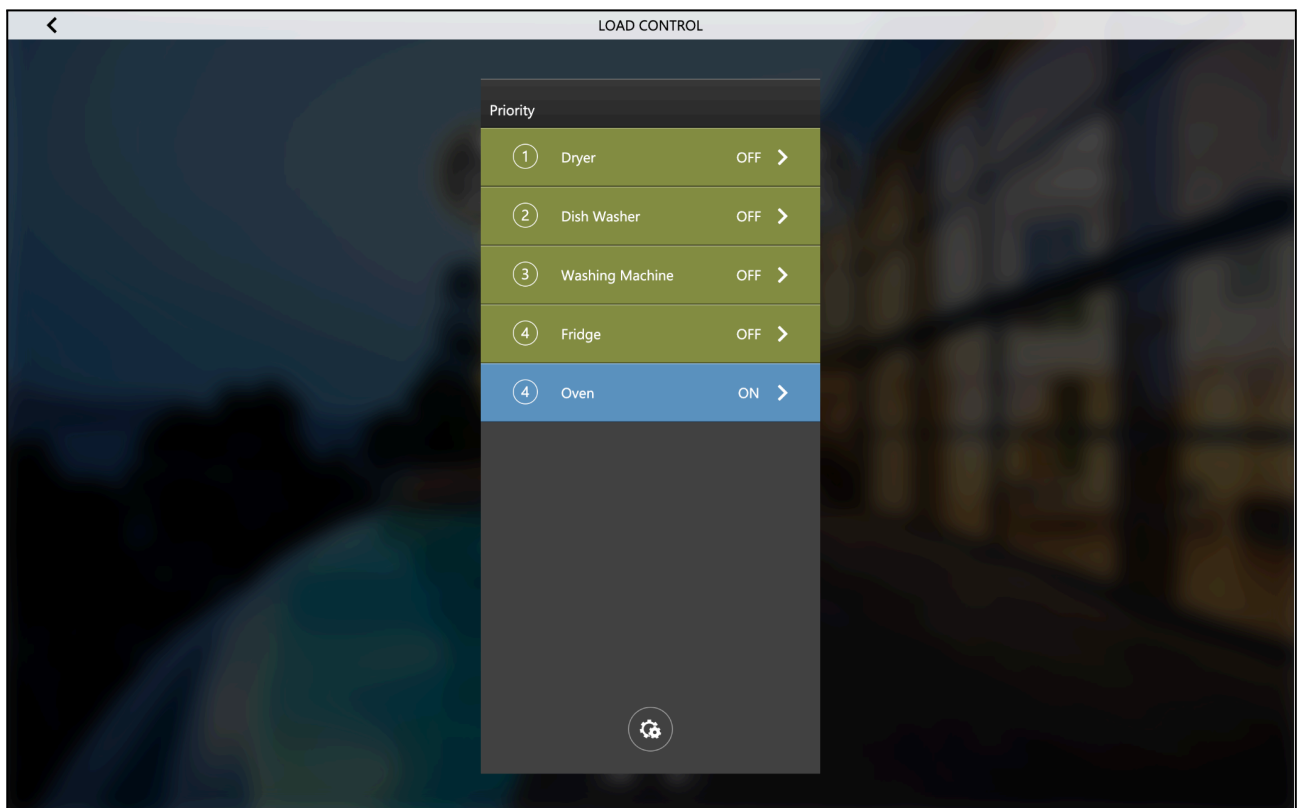 LOAD CONTROL
Priority
1 Dryer OFF
2 Dish Washer OFF
3 Washing Machine OFF
4 Fridge OFF
4 Oven ON